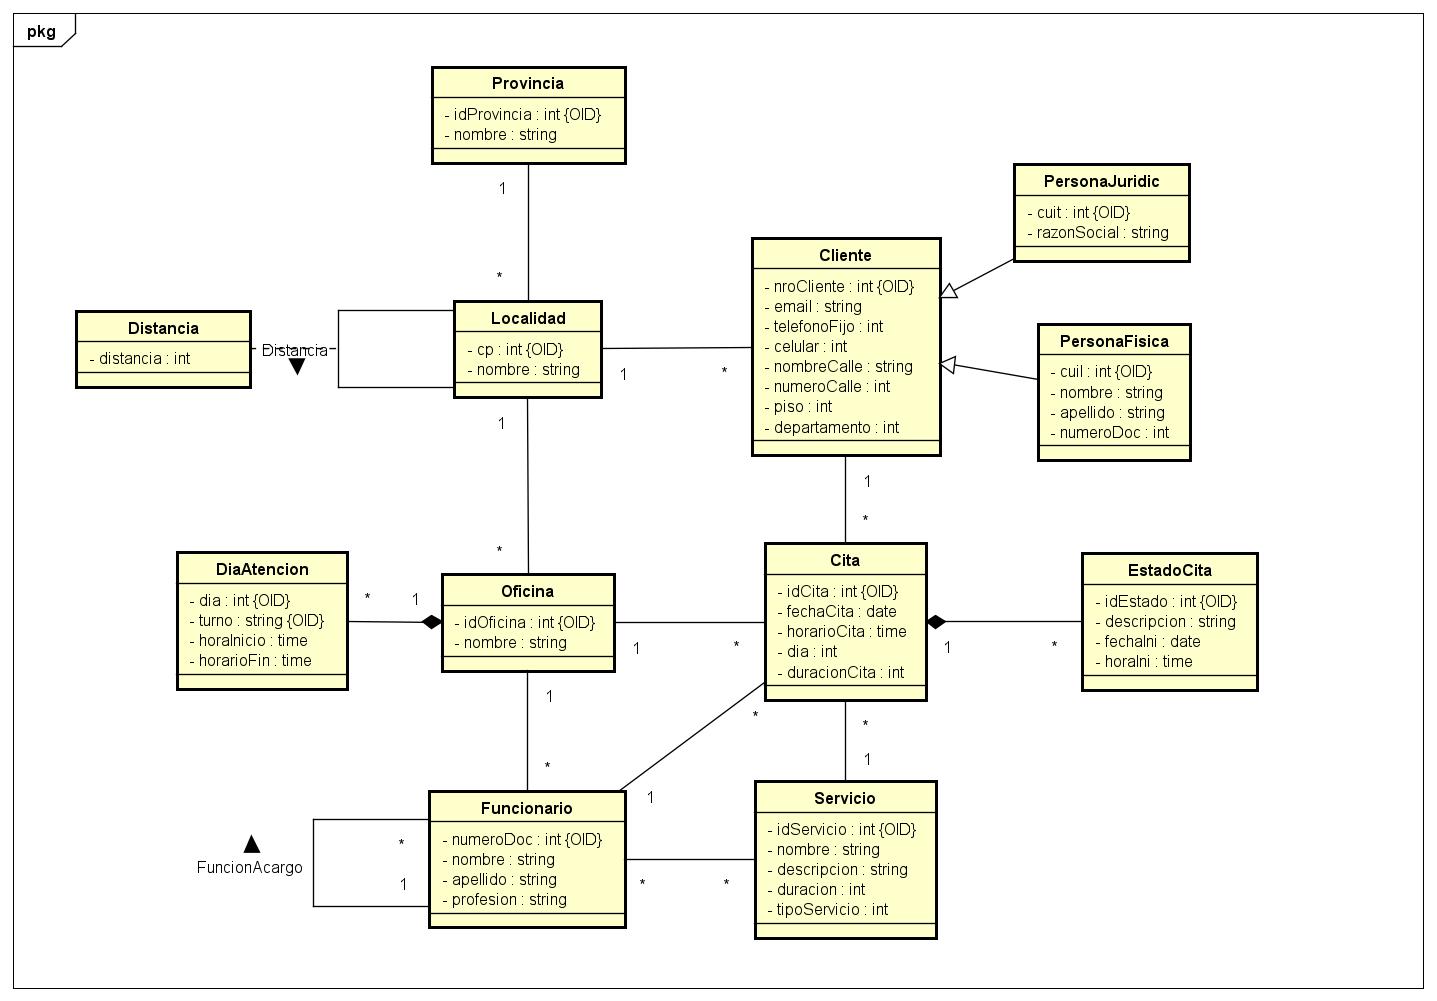 pkg
Provincia
- idProvincia : int {OID}
- nombre : string
1
*
PersonaJuridic
- cuit : int {OID}
- razonSocial : string
Cliente
- nroCliente : int {OID}
- email : string
- telefonoFijo : int
- celular : int
- nombreCalle : string
- numeroCalle : int
- piso : int
- departamento : int
Distancia
- distancia : int
Distancia
Localidad
- cp : int {OID}
- nombre : string
1
*
PersonaFisica
- cuil : int {OID}
- nombre : string
- apellido : string
- numeroDoc : int
1
*
1
*
DiaAtencion
- dia : int {OID}
- turno : string {OID}
- horaInicio : time
- horarioFin : time
*
1
Oficina
- idOficina : int {OID}
- nombre : string
1
*
Cita
- idCita : int {OID}
- fechaCita : date
- horarioCita : time
- dia : int
- duracionCita : int
1
*
EstadoCita
- idEstado : int {OID}
- descripcion : string
- fechaIni : date
- horaIni : time
1
*
*
1
*
1
FuncionAcargo
*
1
Funcionario
- numeroDoc : int {OID}
- nombre : string
- apellido : string
- profesion : string
*
*
Servicio
- idServicio : int {OID}
- nombre : string
- descripcion : string
- duracion : int
- tipoServicio : int